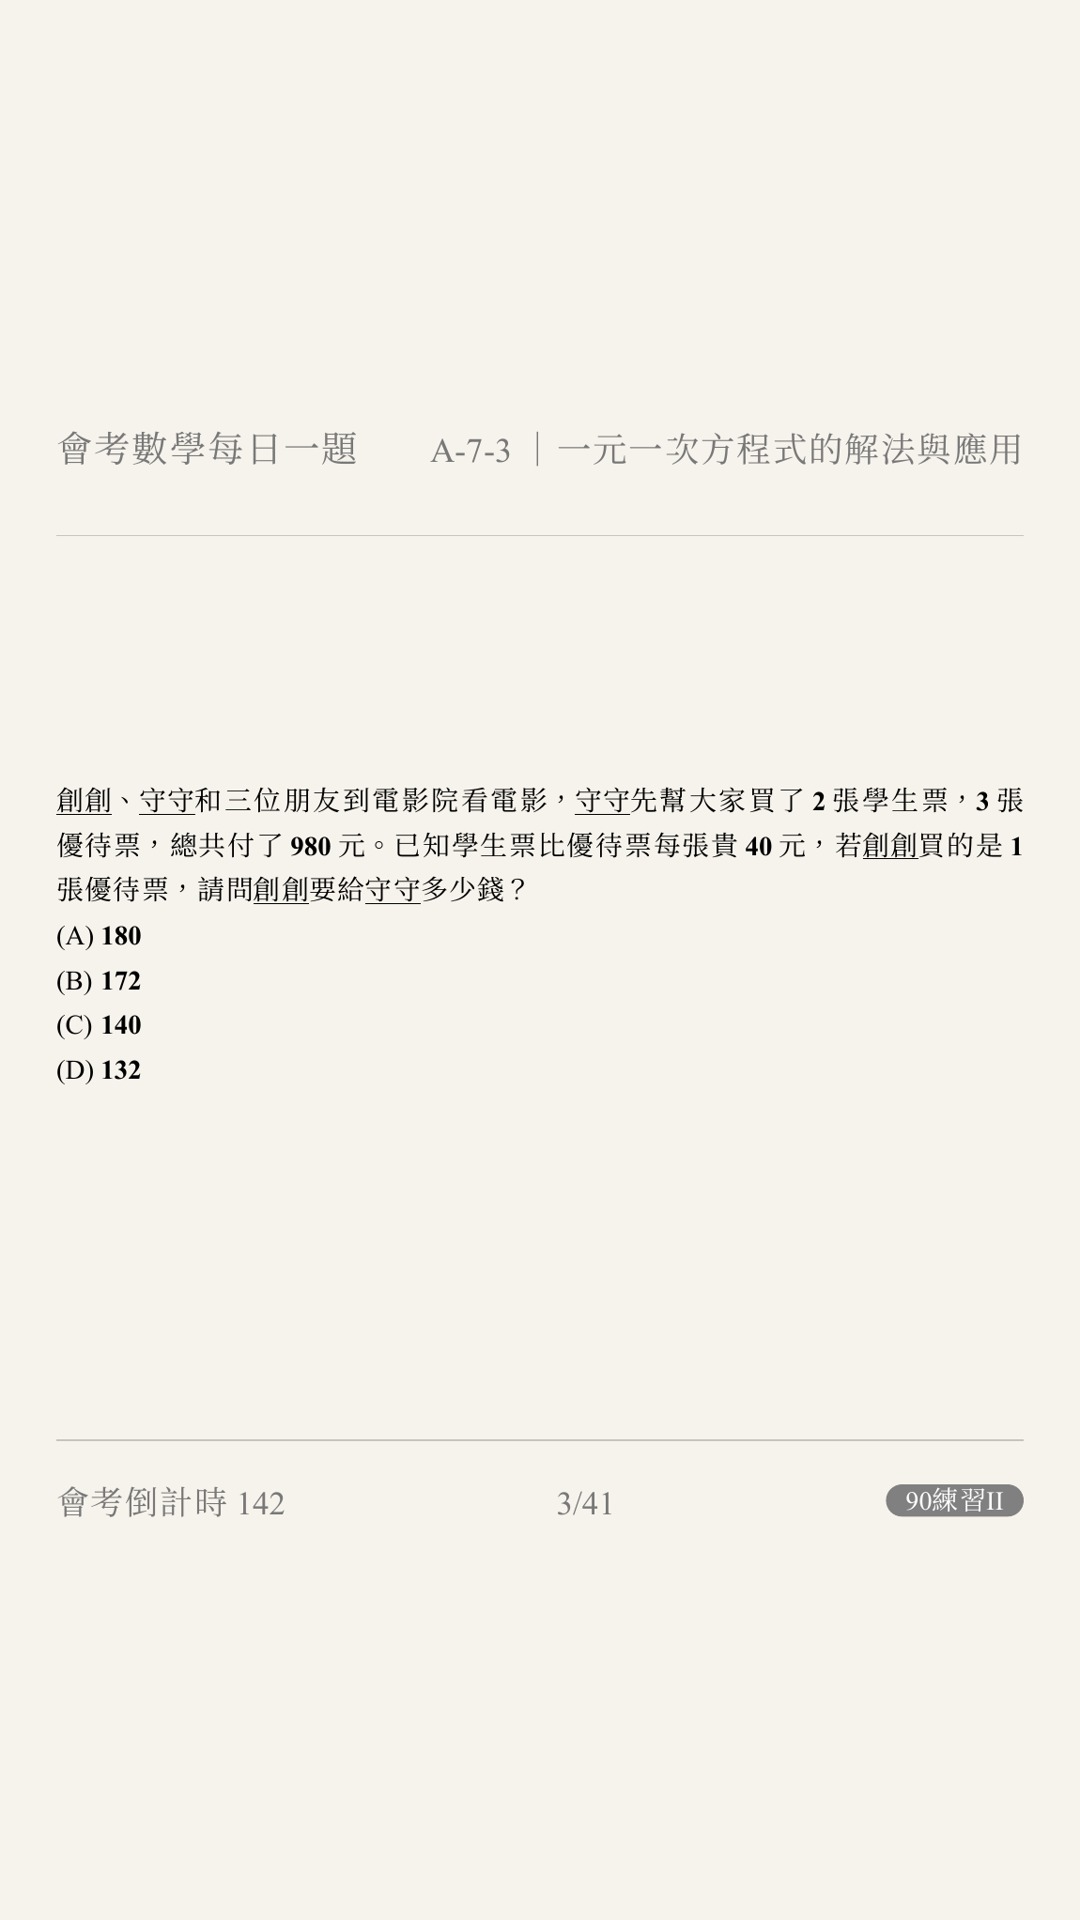 會考數學每日一題 A-7-3｜一元一次方程式的解法與應用
創創、守守和三位朋友到電影院看電影，守守先幫大家買了 2 張學生票，3 張
優待票，總共付了 980 元。已知學生票比優待票每張貴 40 元，若創創買的是 1
張優待票，請問創創要給守守多少錢？
(A) 180
(B) 172
(C) 140
(D) 132
會考倒計時 142 3/41 90練習II